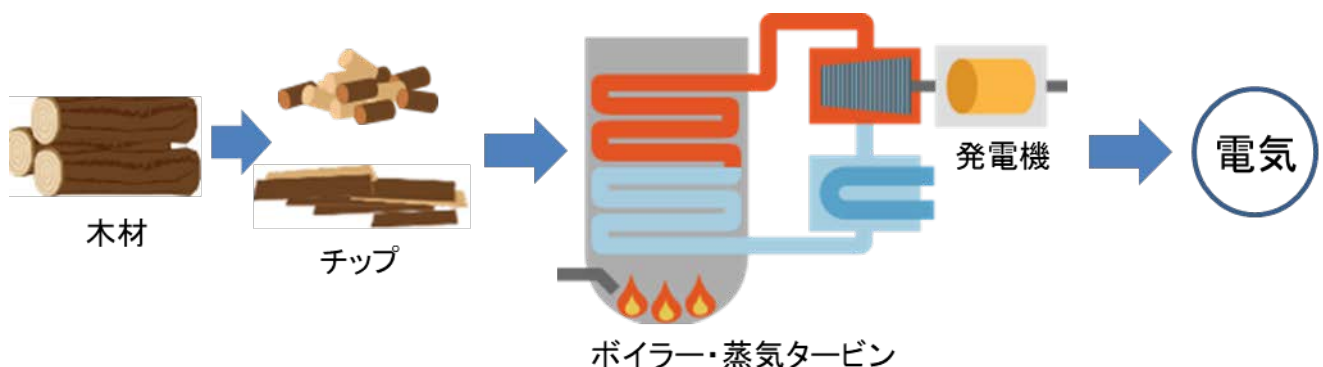 木材
チップ
ボイラー・蒸気タービン
発電機
電気